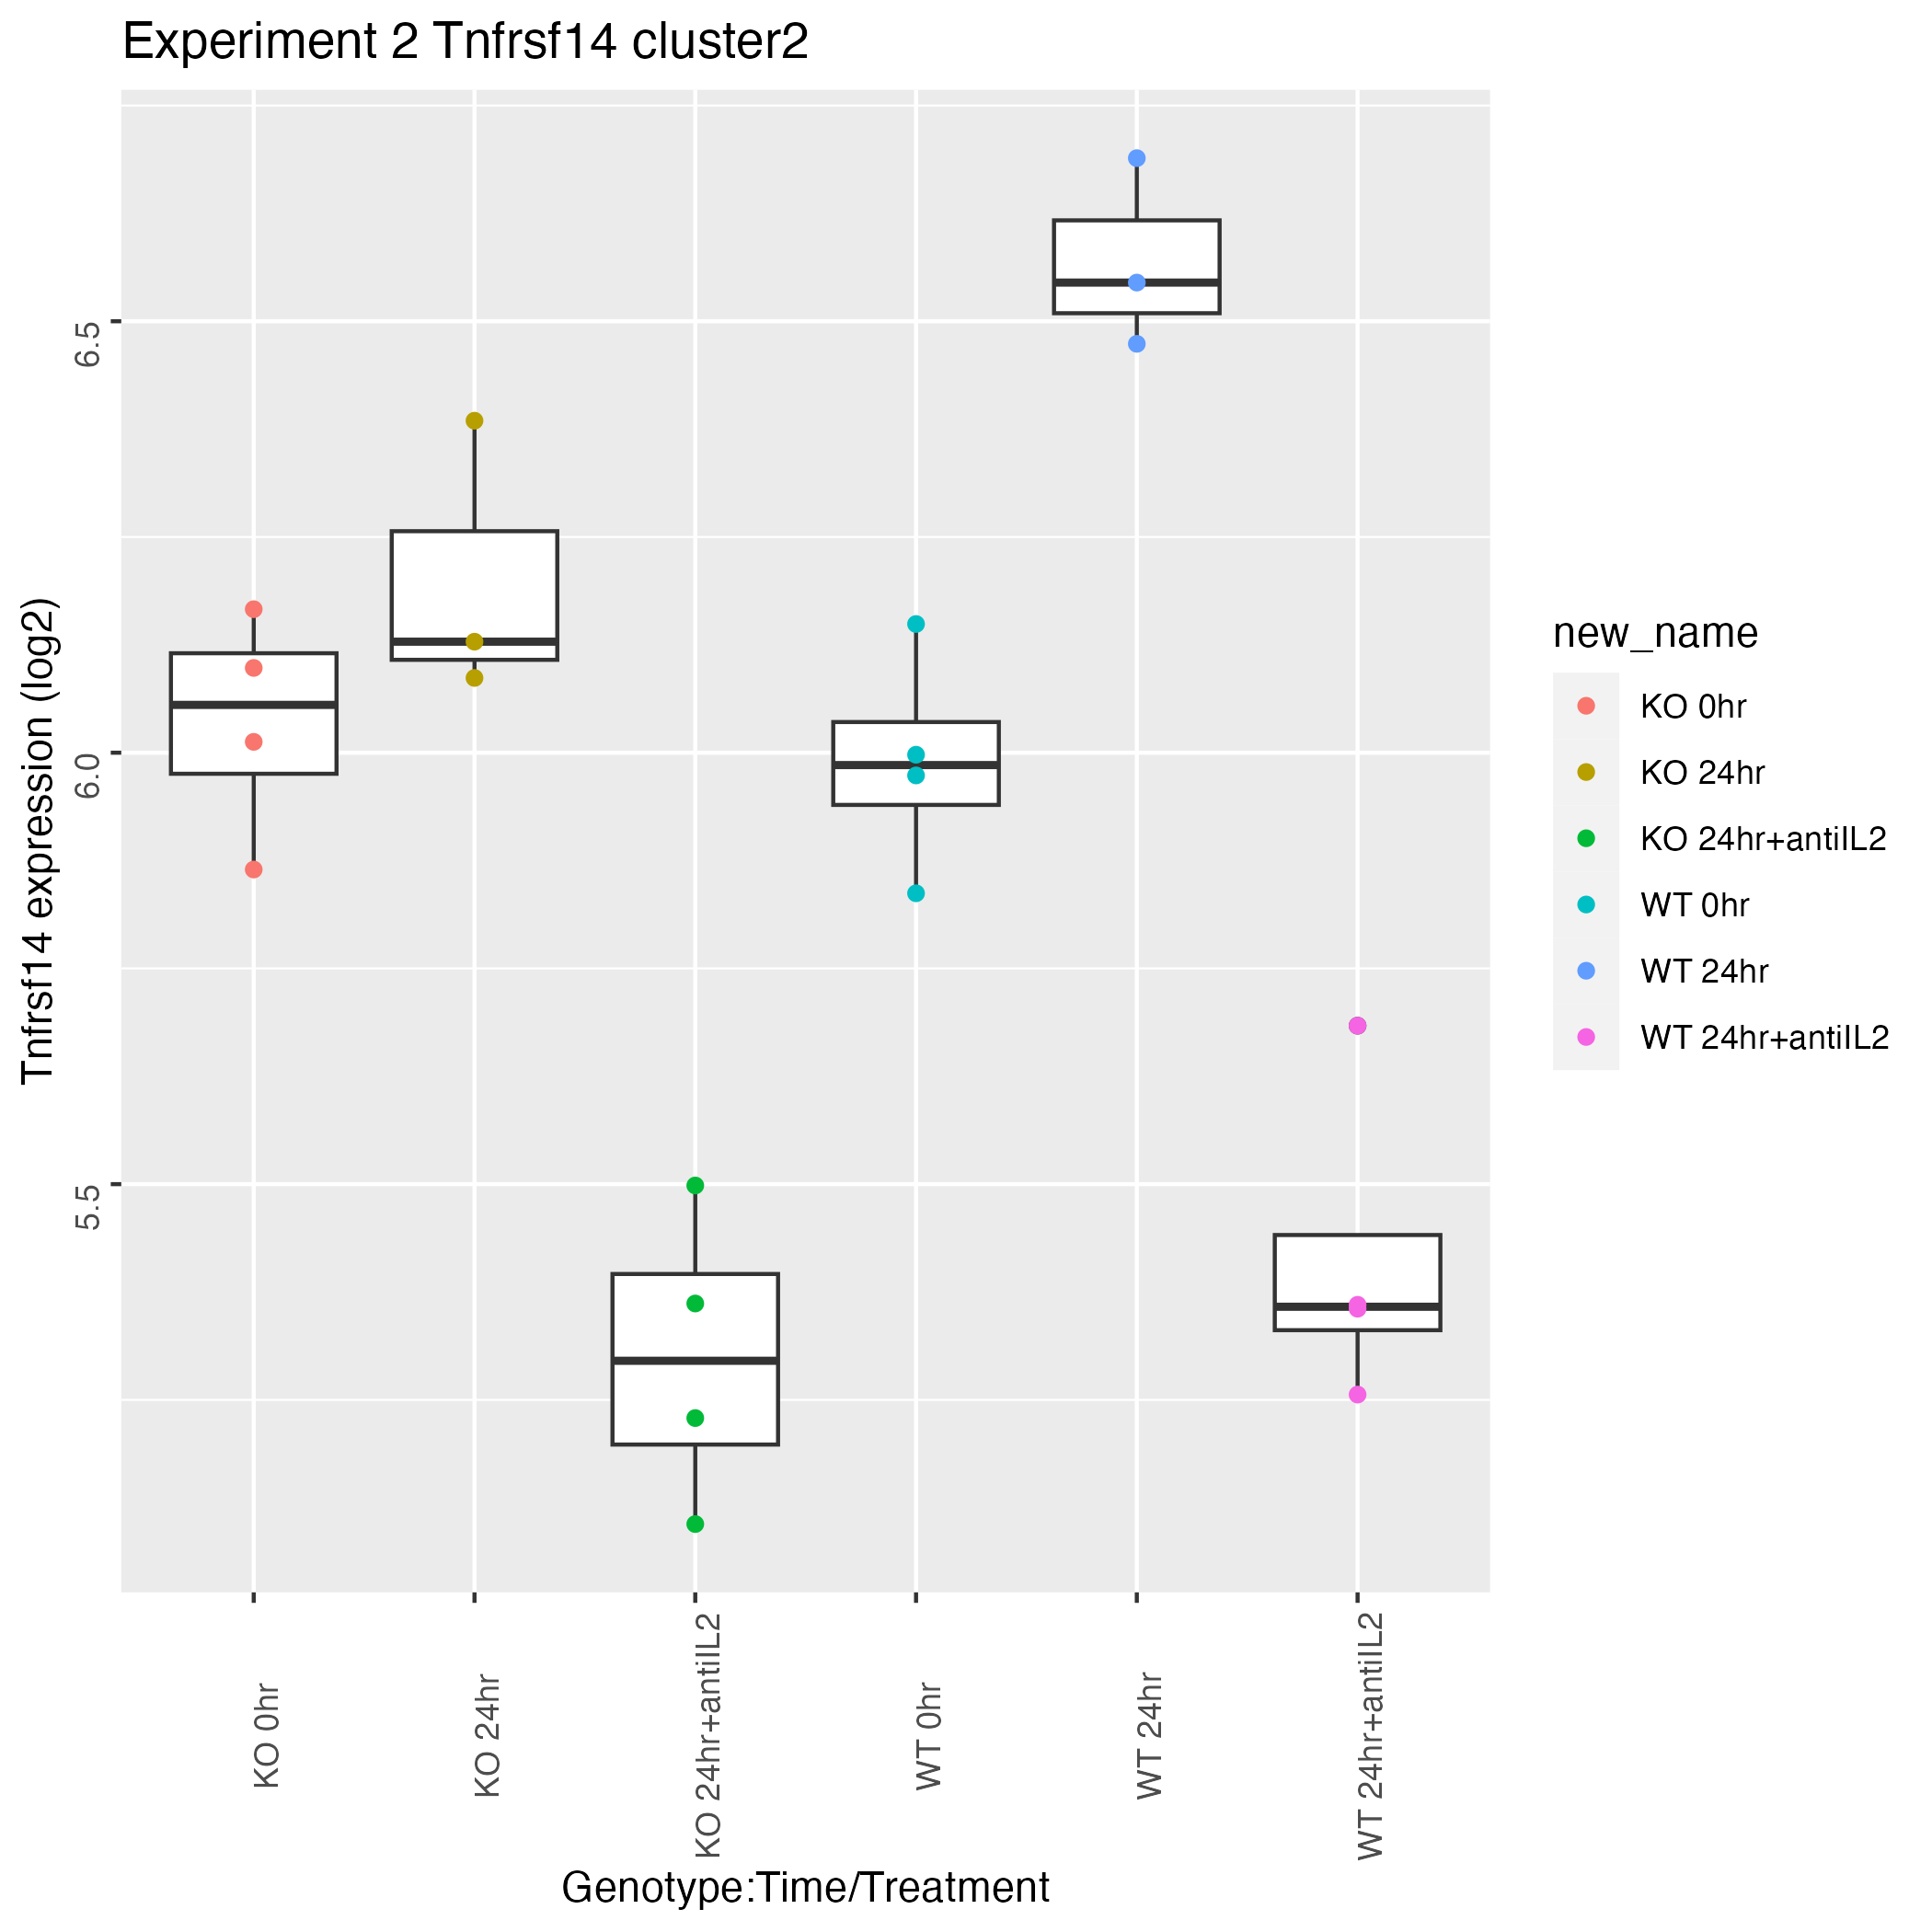 Experiment 2 Tnfrsf14 cluster2
Tnfrsf14 expression (log2)
6.5
6.0
5.5
KO 0hr
KO 24hr
KO 24hr+antiIL2
WT 0hr
WT 24hr
WT 24hr+antiIL2
Genotype:Time/Treatment
new_name
KO 0hr
KO 24hr
KO 24hr+antiIL2
WT 0hr
WT 24hr
WT 24hr+antiIL2